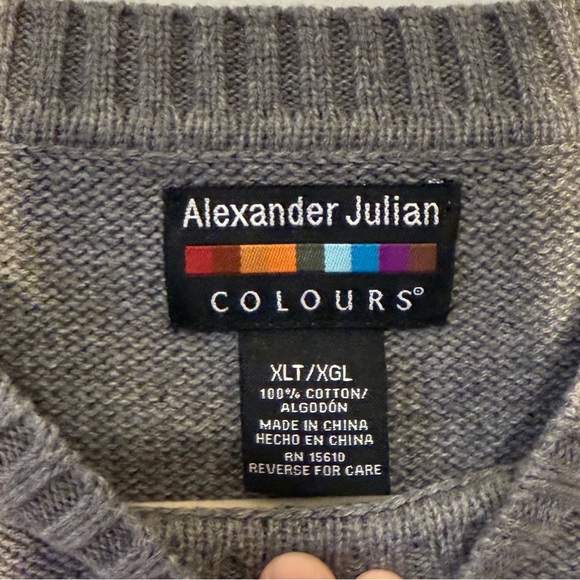 Alexander Julian
COLOURS®
XLT/XGL
100% COTTON/
ALGODÓN
MADE IN CHINA
HECHO EN CHINA
RN 15610
REVERSE FOR CARE